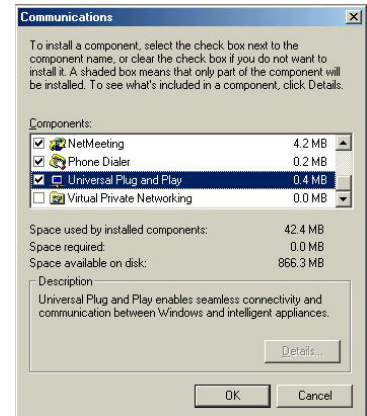 Communications
To install a component, select the check box next to the
component name, or clear the check box if you do not want to
install it. A shaded box means that only part of the component will
be installed. To see what's included in a component, click Details.
Components:
NetMeeting 4.2 MB
Phone Dialer 0.2 MB
Universal Plug and Play 0.4 MB
Virtual Private Networking 0.0 MB
Space used by installed components: 42.4 MB
Space required: 0.0 MB
Space available on disk: 866.3 MB
Description
Universal Plug and Play enables seamless connectivity and
communication between Windows and intelligent appliances.
Details...
OK Cancel